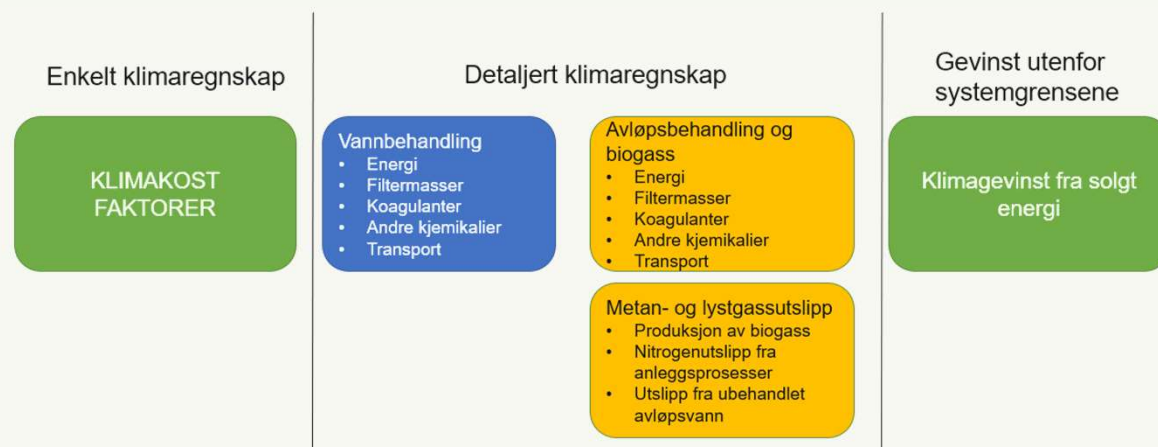 Enkelt klimaregnskap
KLIMAKOST
FAKTORER
Detaljert klimaregnskap
Vannbehandling
• Energi
• Filtermasser
• Koagulanter
• Andre kjemikalier
• Transport
Avløpsbehandling og
biogass
• Energi
• Filtermasser
• Koagulanter
• Andre kjemikalier
• Transport
Metan- og lystgassutslipp
• Produksjon av biogass
• Nitrogenutslipp fra
anleggsprosesser
• Utslipp fra ubehandlet
avløpsvann
Gevinst utenfor
systemgrensene
Klimagevinst fra solgt
energi